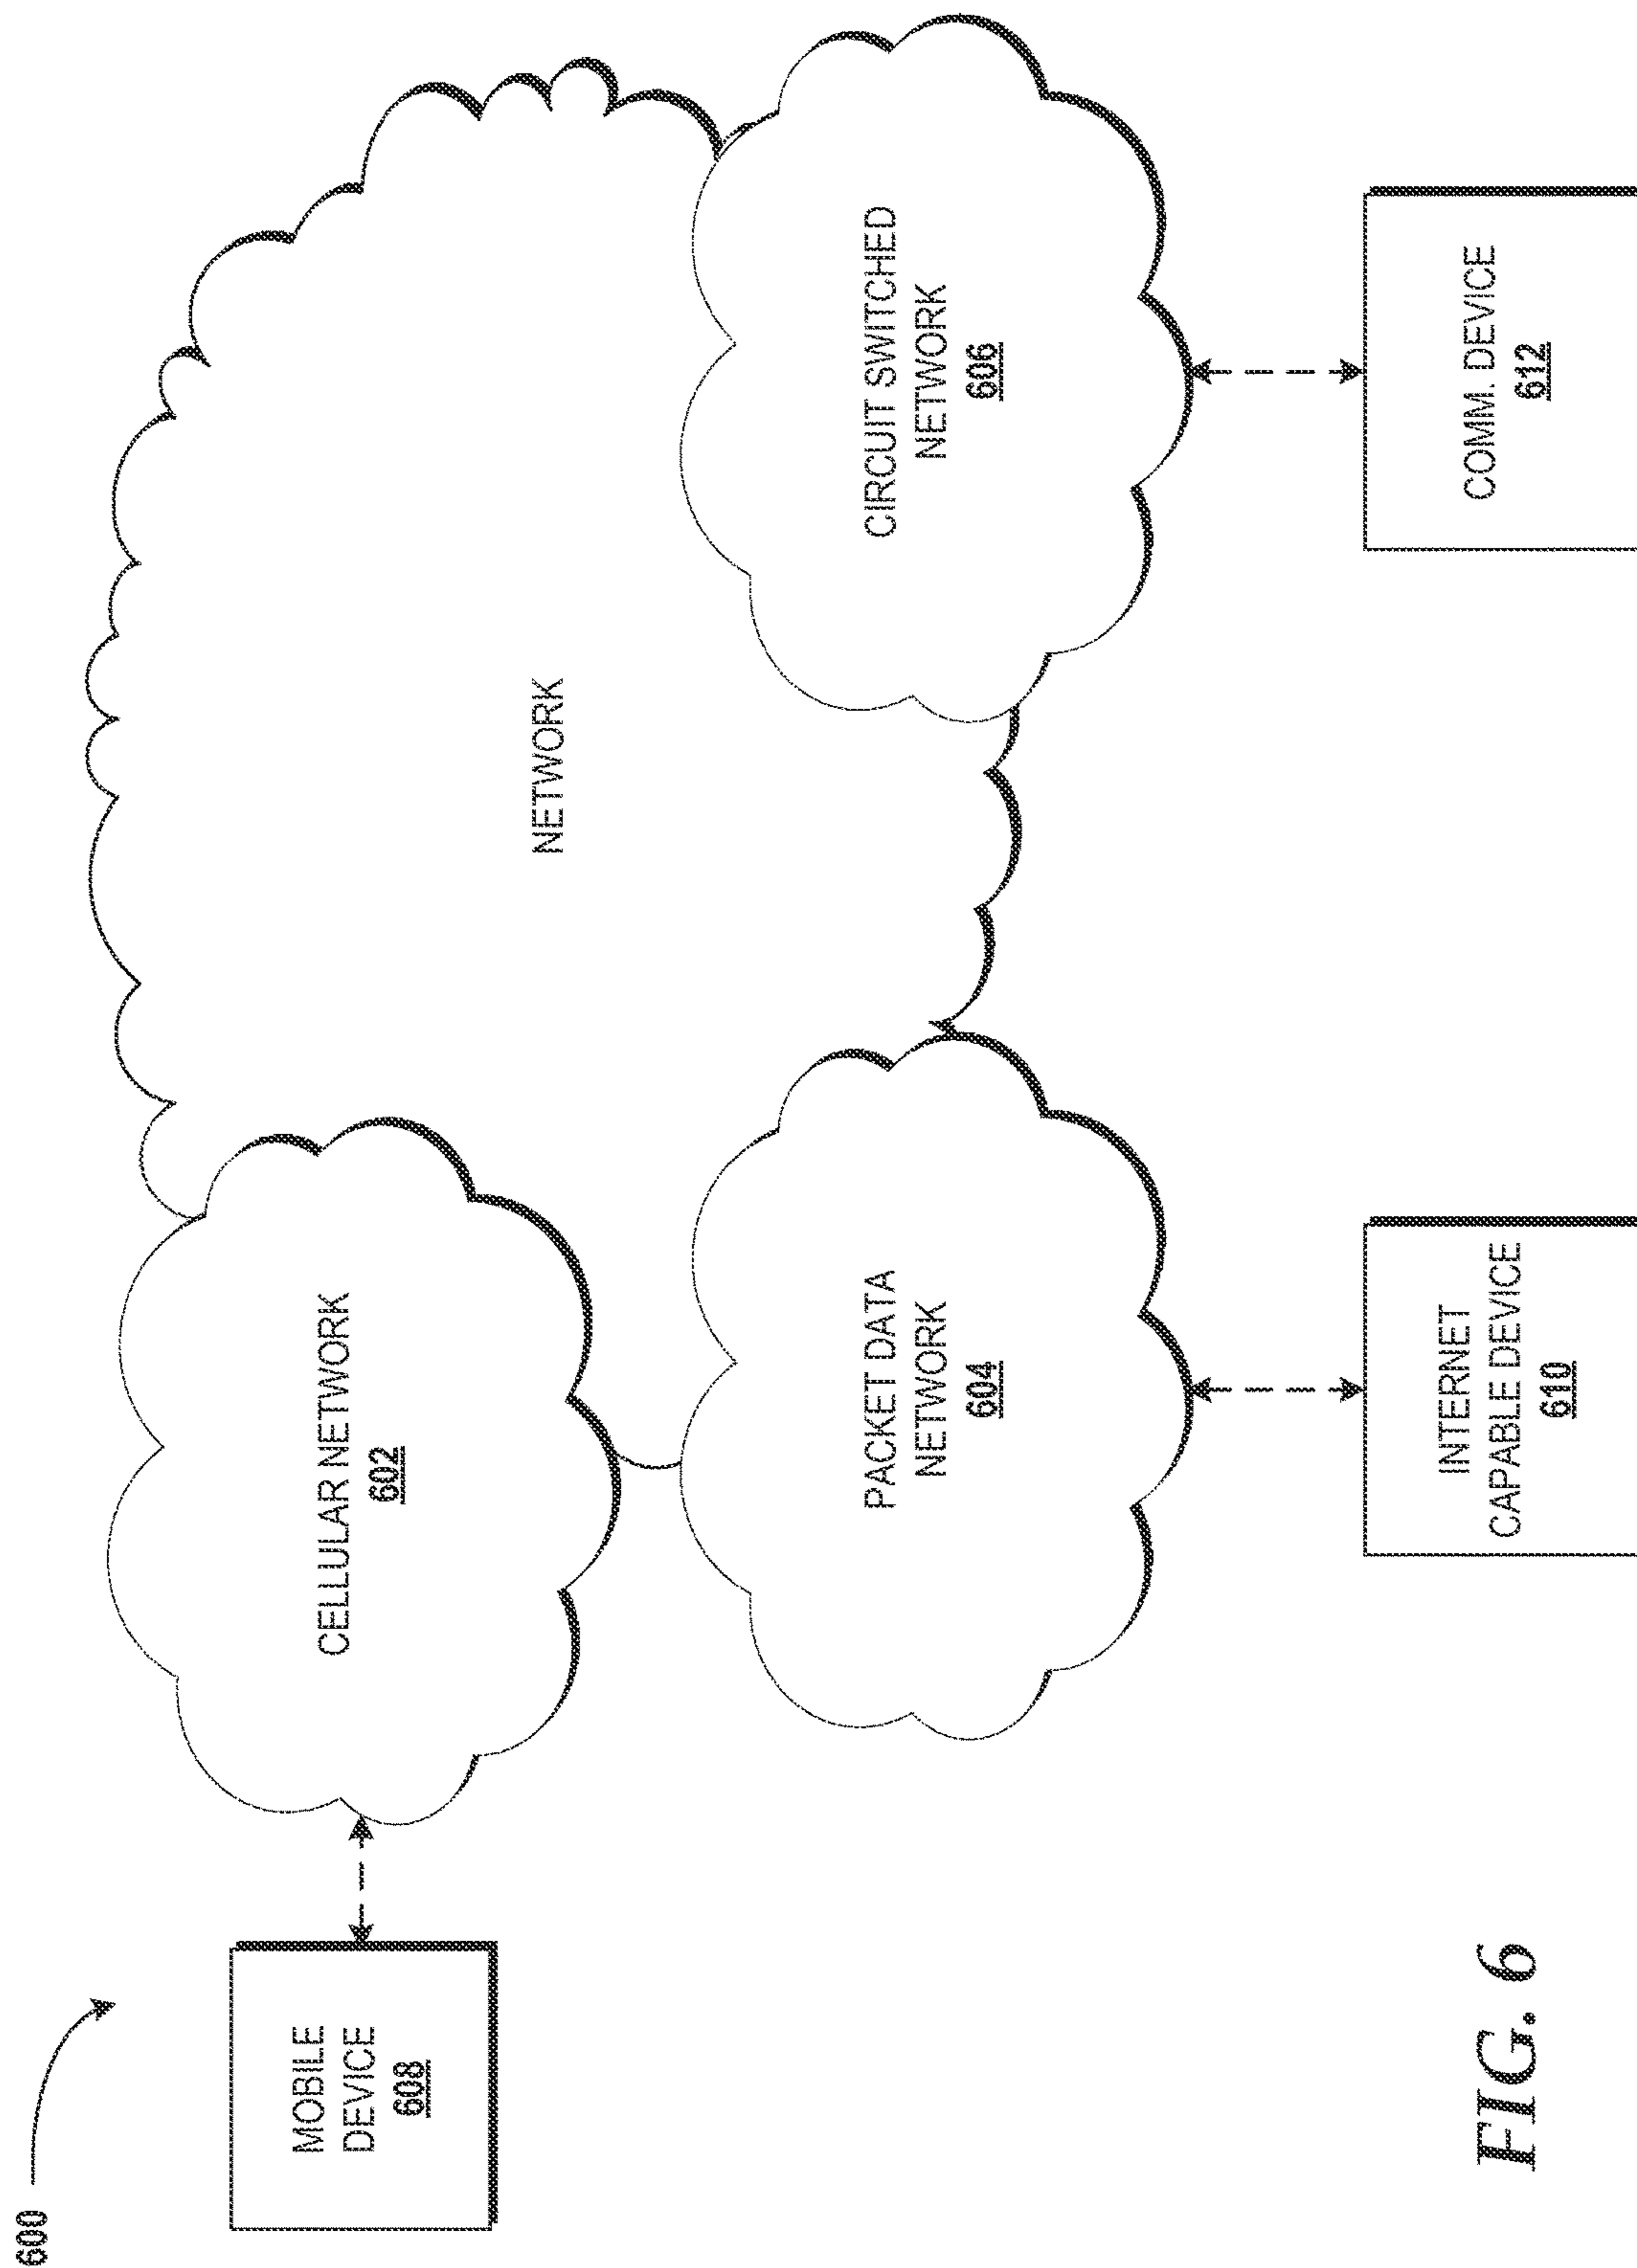 600
MOBILE
DEVICE
608
CELLULAR NETWORK
602
NETWORK
PACKET DATA
NETWORK
604
CIRCUIT SWITCHED
NETWORK
606
INTERNET
CAPABLE DEVICE
610
COMM. DEVICE
612
FIG. 6